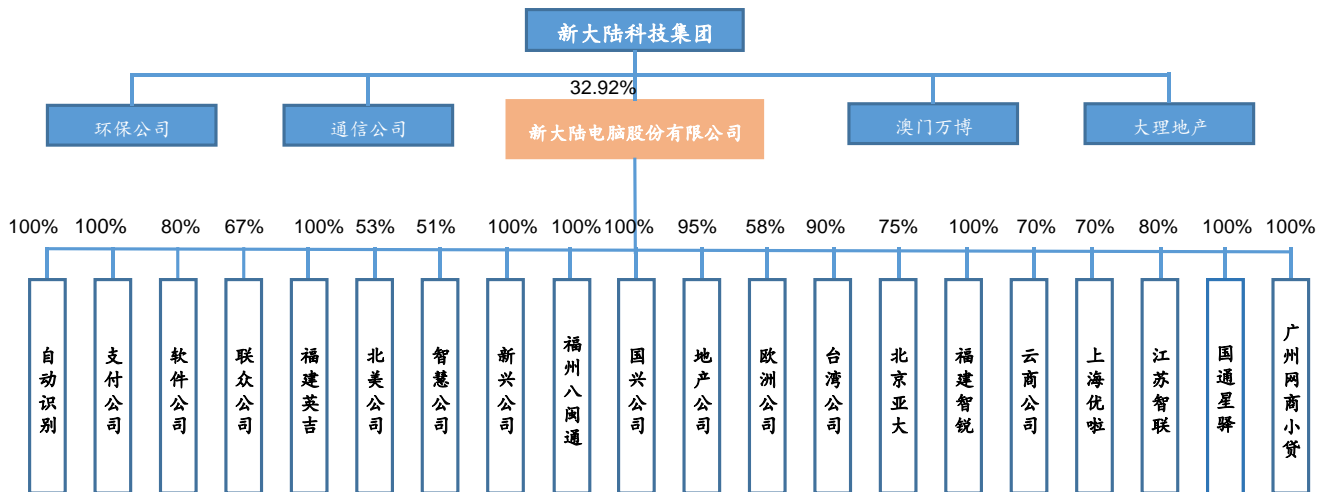 新大陆科技集团
32.92%
环保公司
通信公司
新大陆电脑股份有限公司
澳门万博
大理地产
100% 100% 80% 67% 100% 53% 51% 100% 100% 100% 95% 58% 90% 75% 100% 70% 70% 80% 100% 100%
自动识别
支付公司
软件公司
联众公司
福建英吉
北美公司
智慧公司
新兴公司
福州八闽通
国兴公司
地产公司
欧洲公司
台湾公司
北京亚大
福建智锐
云商公司
上海优啦
江苏智联
国通星驿
广州网商小贷